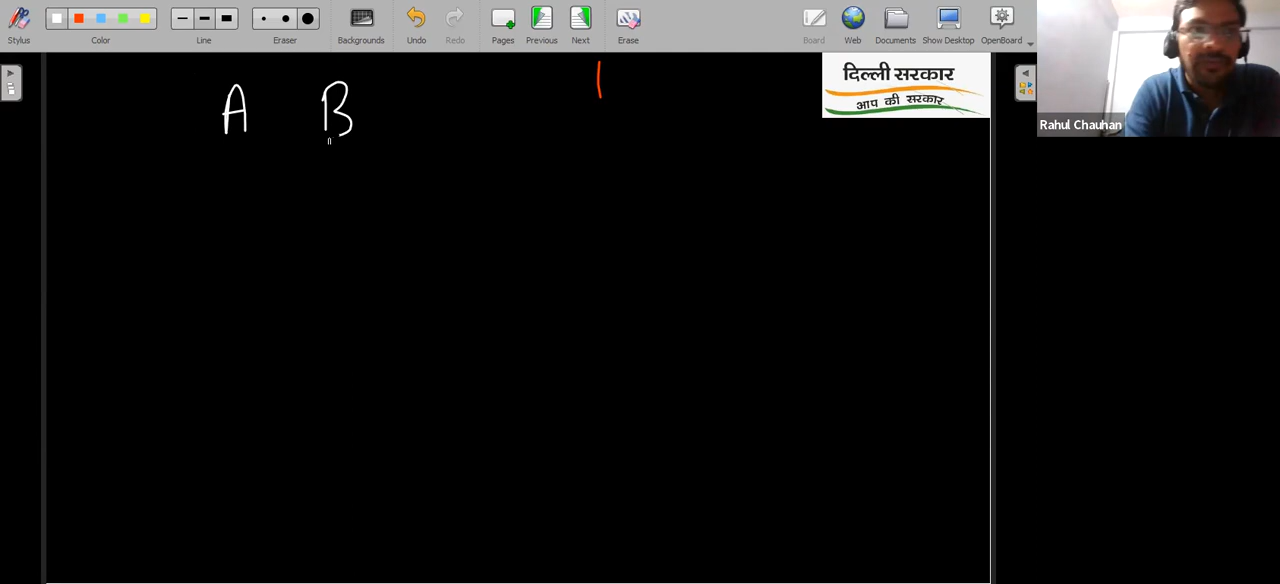 Stylus Color Line Eraser Backgrounds Undo Redo Pages Previous Next Erase Board Web Documents Show Desktop OpenBoard
दिल्ली सरकार
आप की सरकार
A B
Rahul Chauhan